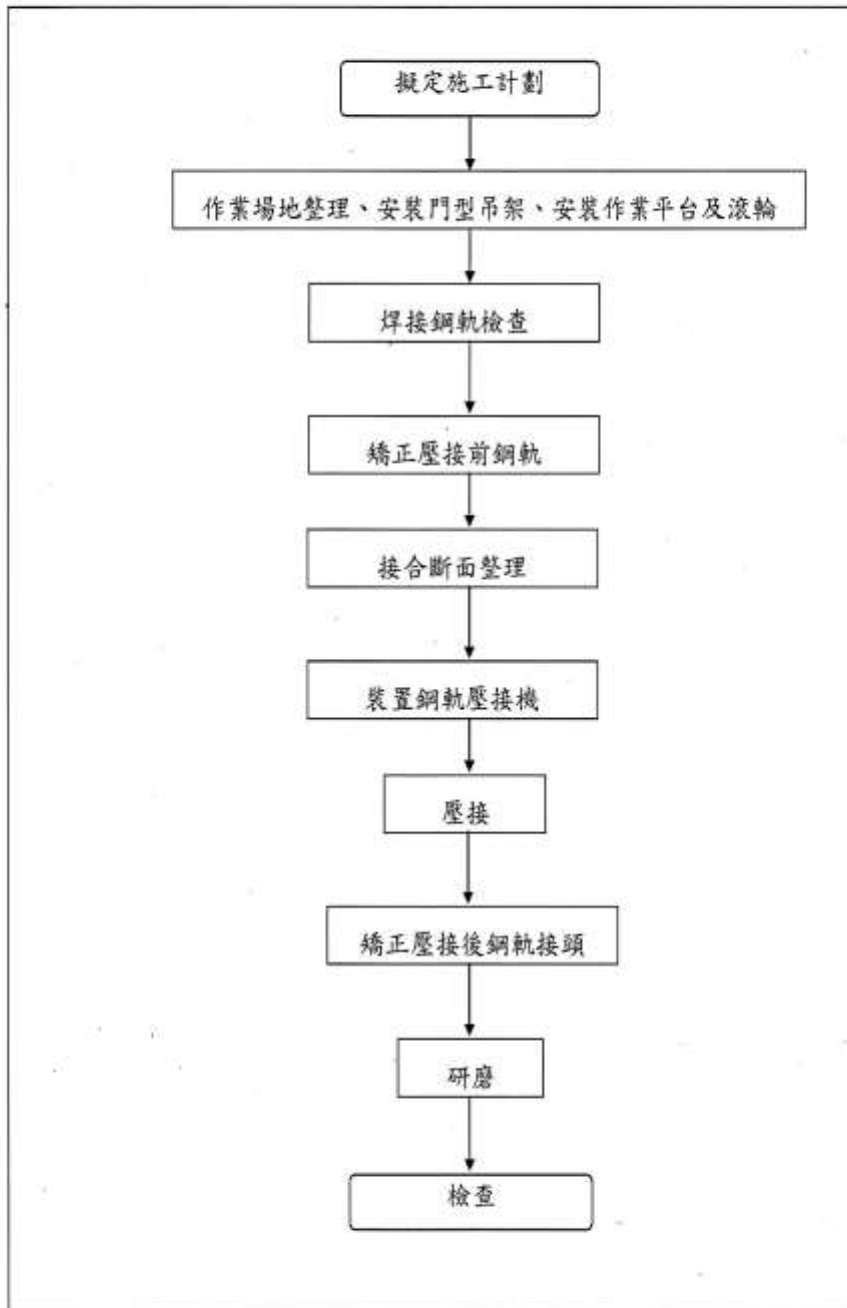 擬定施工計劃
作業場地整理、安裝門型吊架、安裝作業平台及滾輪
焊接鋼軌檢查
矯正壓接前鋼軌
接合斷面整理
裝置鋼軌壓接機
壓接
矯正壓接後鋼軌接頭
研磨
檢查